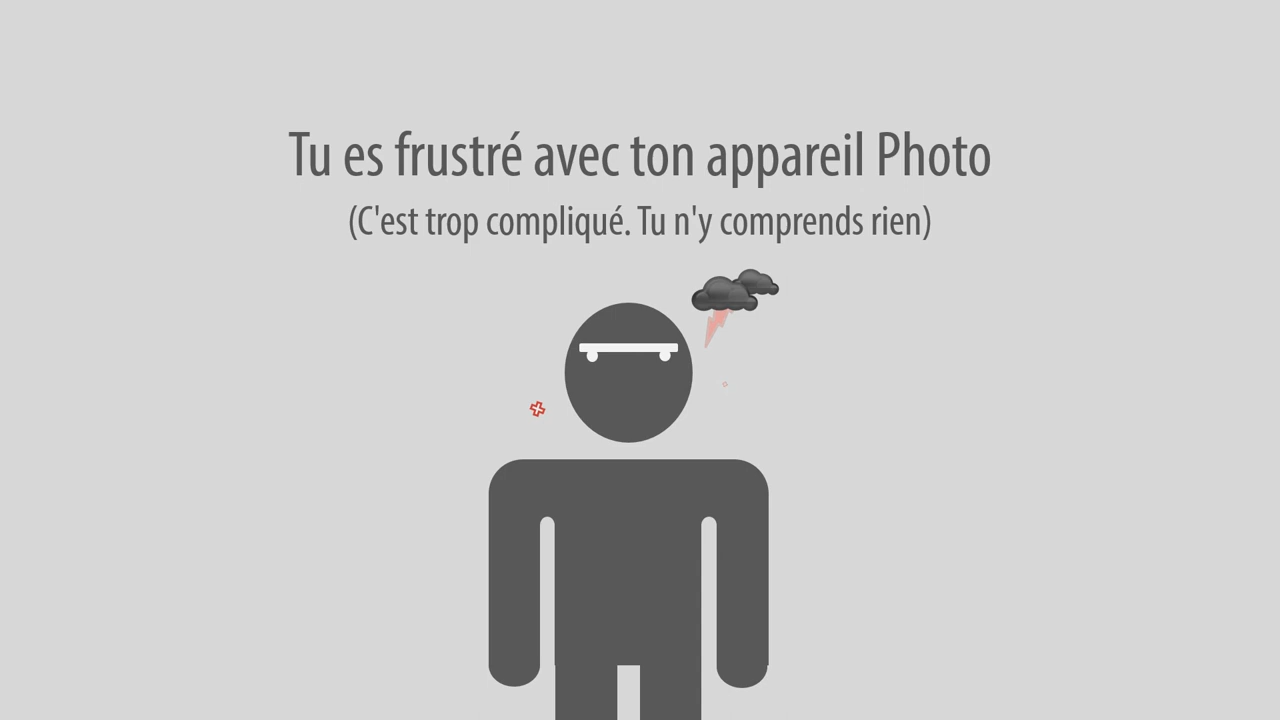 Tu es frustré avec ton appareil Photo
(C'est trop compliqué. Tu n'y comprends rien)